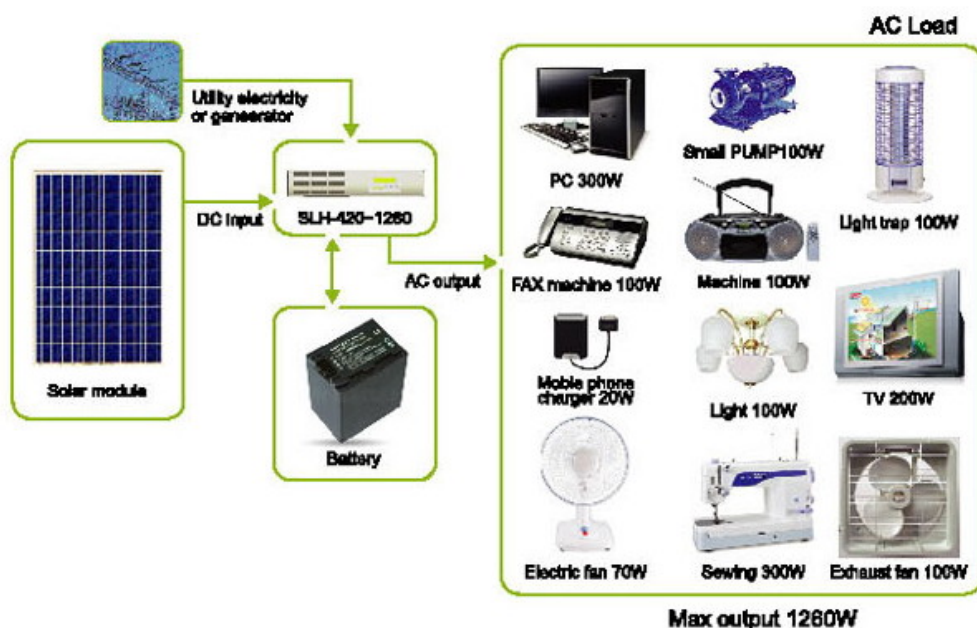 AC Load
Utility electricity
or ganeerator
DC Input
SLH-420-1260
AC output
Solar module
Battery
PC 300W
Small PUMP100W
Light trap 100W
FAX machine 100W
Machine 100W
Moble phone
charger 20W
Light 100W
TV 200W
Electric fan 70W
Sewing 300W
Exhaust fan 100W
Max output 1260W